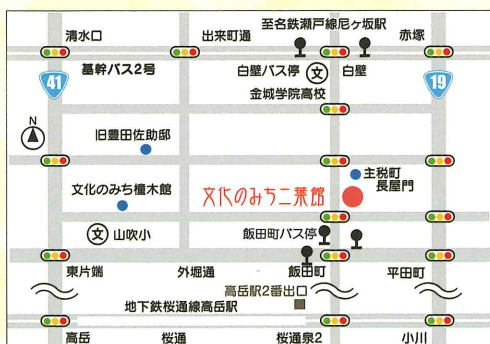 至名鉄瀬戸線尼ヶ坂駅
清水口
出来町通
赤塚
基幹バス2号
白壁バス停
文
白壁
41
19
金城学院高校
N
旧豊田佐助邸
主税町
長屋門
文化のみち橦木館
文化のみち二葉館
文
山吹小
飯田町バス停
東片端
外堀通
飯田町
平田町
高岳駅2番出口
地下鉄桜通線高岳駅
高岳
桜通
桜通泉2
小川